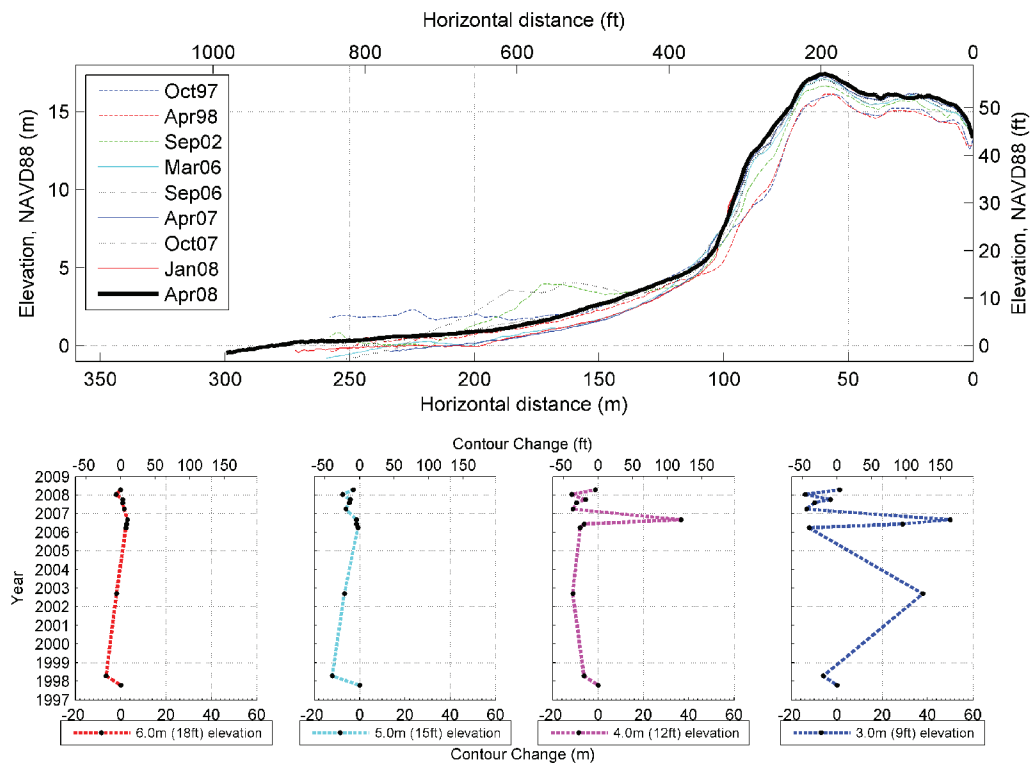 Horizontal distance (ft)
1000 800 600 400 200 0
Elevation, NAVD88 (m)
15
10
5
0
Oct97
Apr98
Sep02
Mar06
Sep06
Apr07
Oct07
Jan08
Apr08
50
40
30
20
10
0
Elevation, NAVD88 (ft)
350 300 250 200 150 100 50 0
Horizontal distance (m)
Contour Change (ft)
-50 0 50 100 150
-50 0 50 100 150
-50 0 50 100 150
-50 0 50 100 150
Year
2009
2008
2007
2006
2005
2003
2002
2001
2000
1999
1998
1997
-20 0 20 40 60
-20 0 20 40 60
-20 0 20 40 60
-20 0 20 40 60
6.0m (18ft) elevation
5.0m (15ft) elevation
4.0m (12ft) elevation
3.0m (9ft) elevation
Contour Change (m)